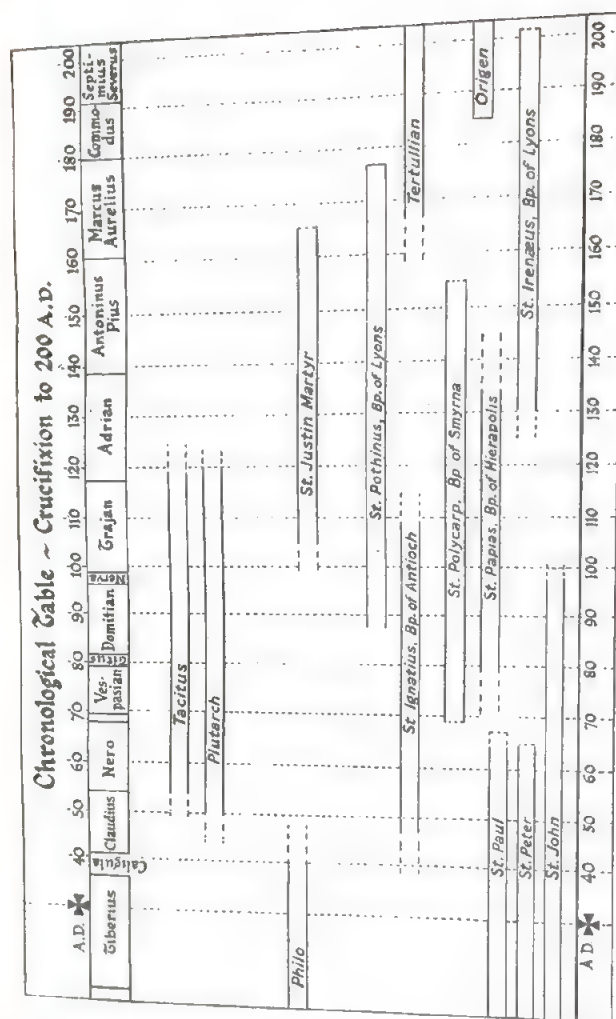 Chronological Table ~ Crucifixion to 200 A.D.
A.D. 40 50 60 70 80 90 100 110 120 130 140 150 160 170 180 190 200
Tiberius
Caligula
Claudius
Nero
Ves-
pasian
Titus
Domitian
Nerva
Trajan
Adrian
Antoninus
Pius
Marcus
Aurelius
Commo-
dus
Septi-
mius
Severus
Tacitus
Plutarch
Philo
St. Justin Martyr
St. Pothinus, Bp. of Lyons
St Ignatius, Bp. of Antioch
Tertullian
St. Polycarp, Bp of Smyrna
St. Papias, Bp. of Hierapolis
Origen
St. Paul
St. Peter
St. Irenæus, Bp. of Lyons
St. John
A D 40 50 60 70 80 90 100 110 120 130 140 150 160 170 180 190 200